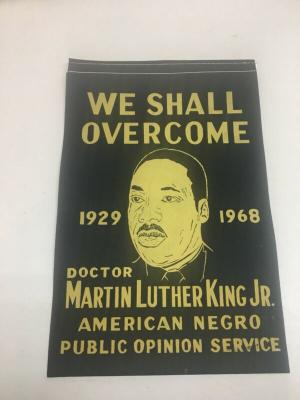 WE SHALL
OVERCOME
1929 1968
DOCTOR
MARTIN LUTHER KING JR.
AMERICAN NEGRO
PUBLIC OPINION SERVICE